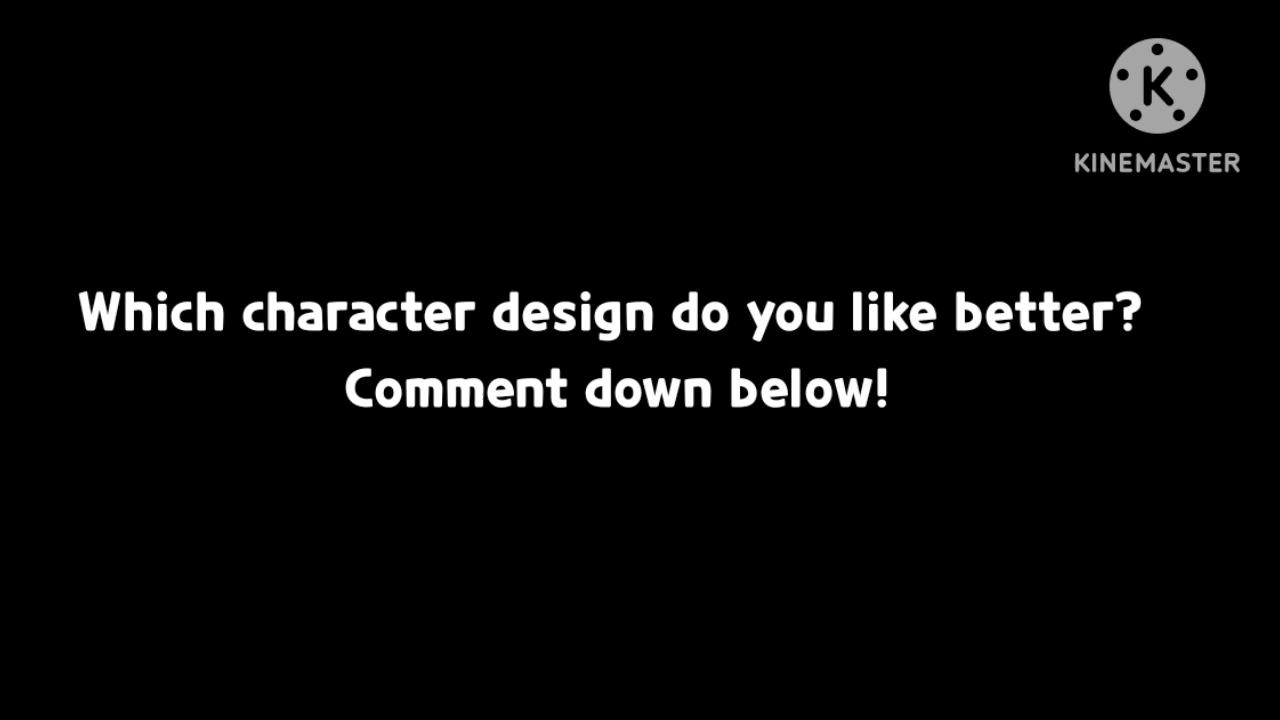 K
KINEMASTER
Which character design do you like better?
Comment down below!